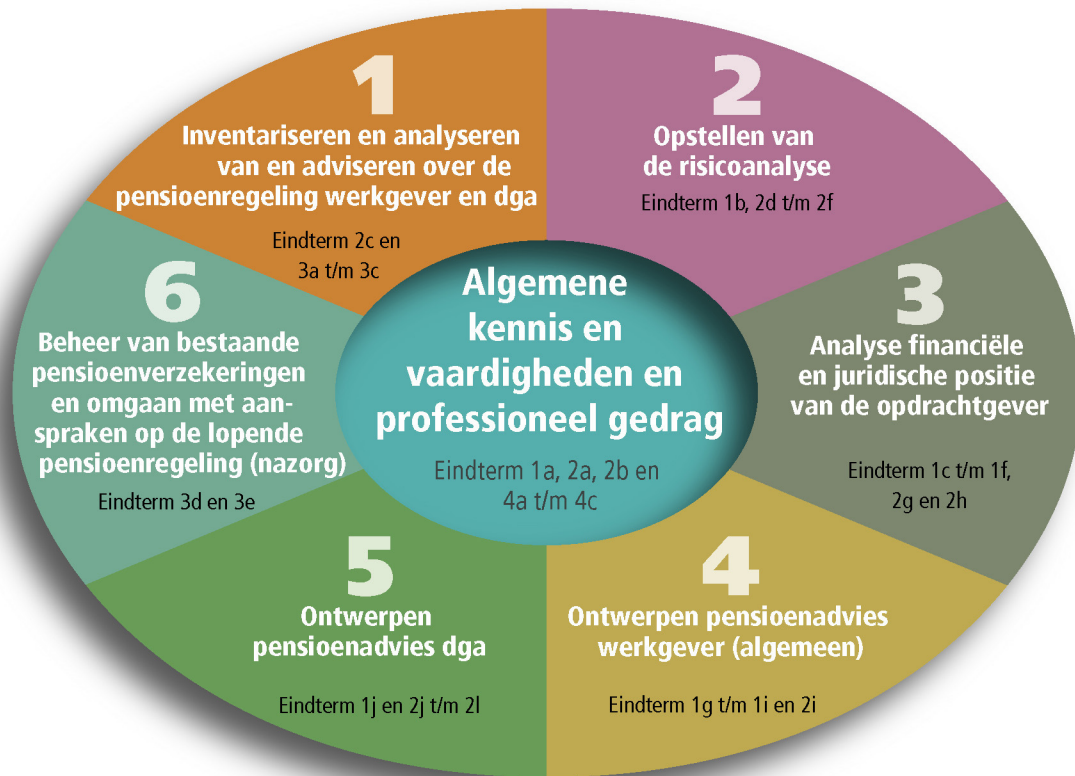 1
Inventariseren en analyseren
van en adviseren over de
pensioenregeling werkgever en dga
Eindterm 2c en
3a t/m 3c
2
Opstellen van
de risicoanalyse
Eindterm 1b, 2d t/m 2f
3
Analyse financiële
en juridische positie
van de opdrachtgever
Eindterm 1c t/m 1f,
2g en 2h
4
Ontwerpen pensioenadvies
werkgever (algemeen)
Eindterm 1g t/m 1i en 2i
5
Ontwerpen
pensioenadvies dga
Eindterm 1j en 2j t/m 2l
6
Beheer van bestaande
pensioenverzekeringen
en omgaan met aan-
spraken op de lopende
pensioenregeling (nazorg)
Eindterm 3d en 3e
Algemene
kennis en
vaardigheden en
professioneel gedrag
Eindterm 1a, 2a, 2b en
4a t/m 4c